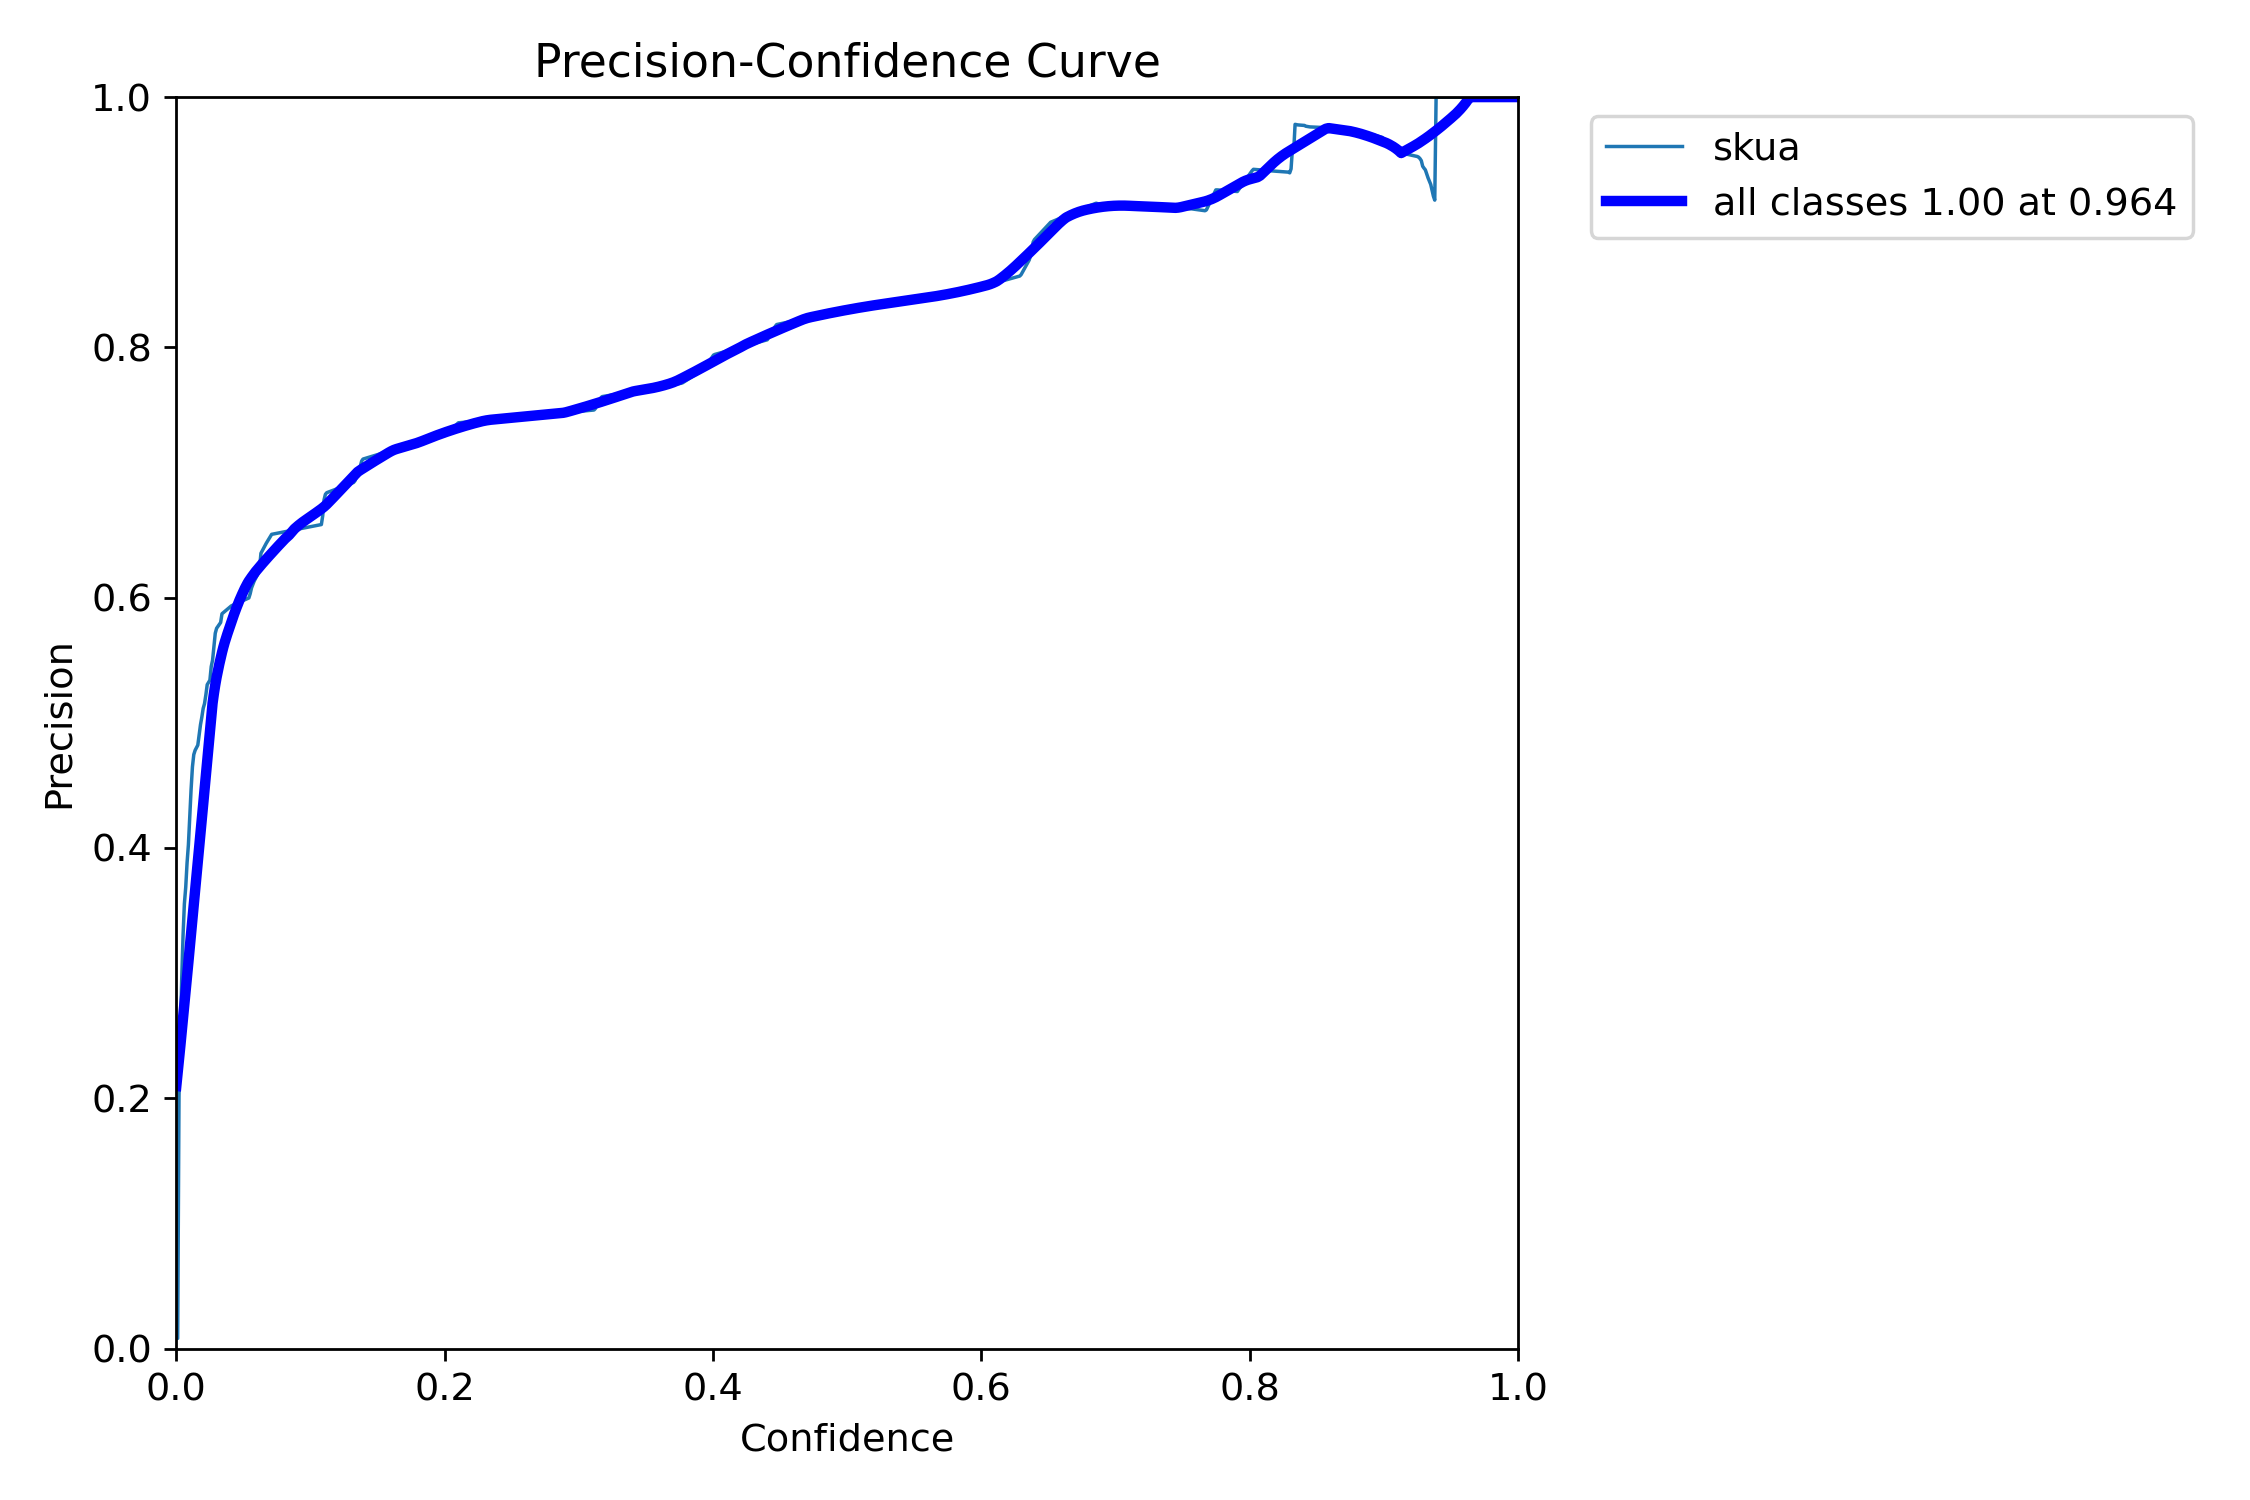 Precision-Confidence Curve
1.0
0.8
0.6
0.4
0.2
0.0
Precision
0.0 0.2 0.4 0.6 0.8 1.0
Confidence
skua
all classes 1.00 at 0.964